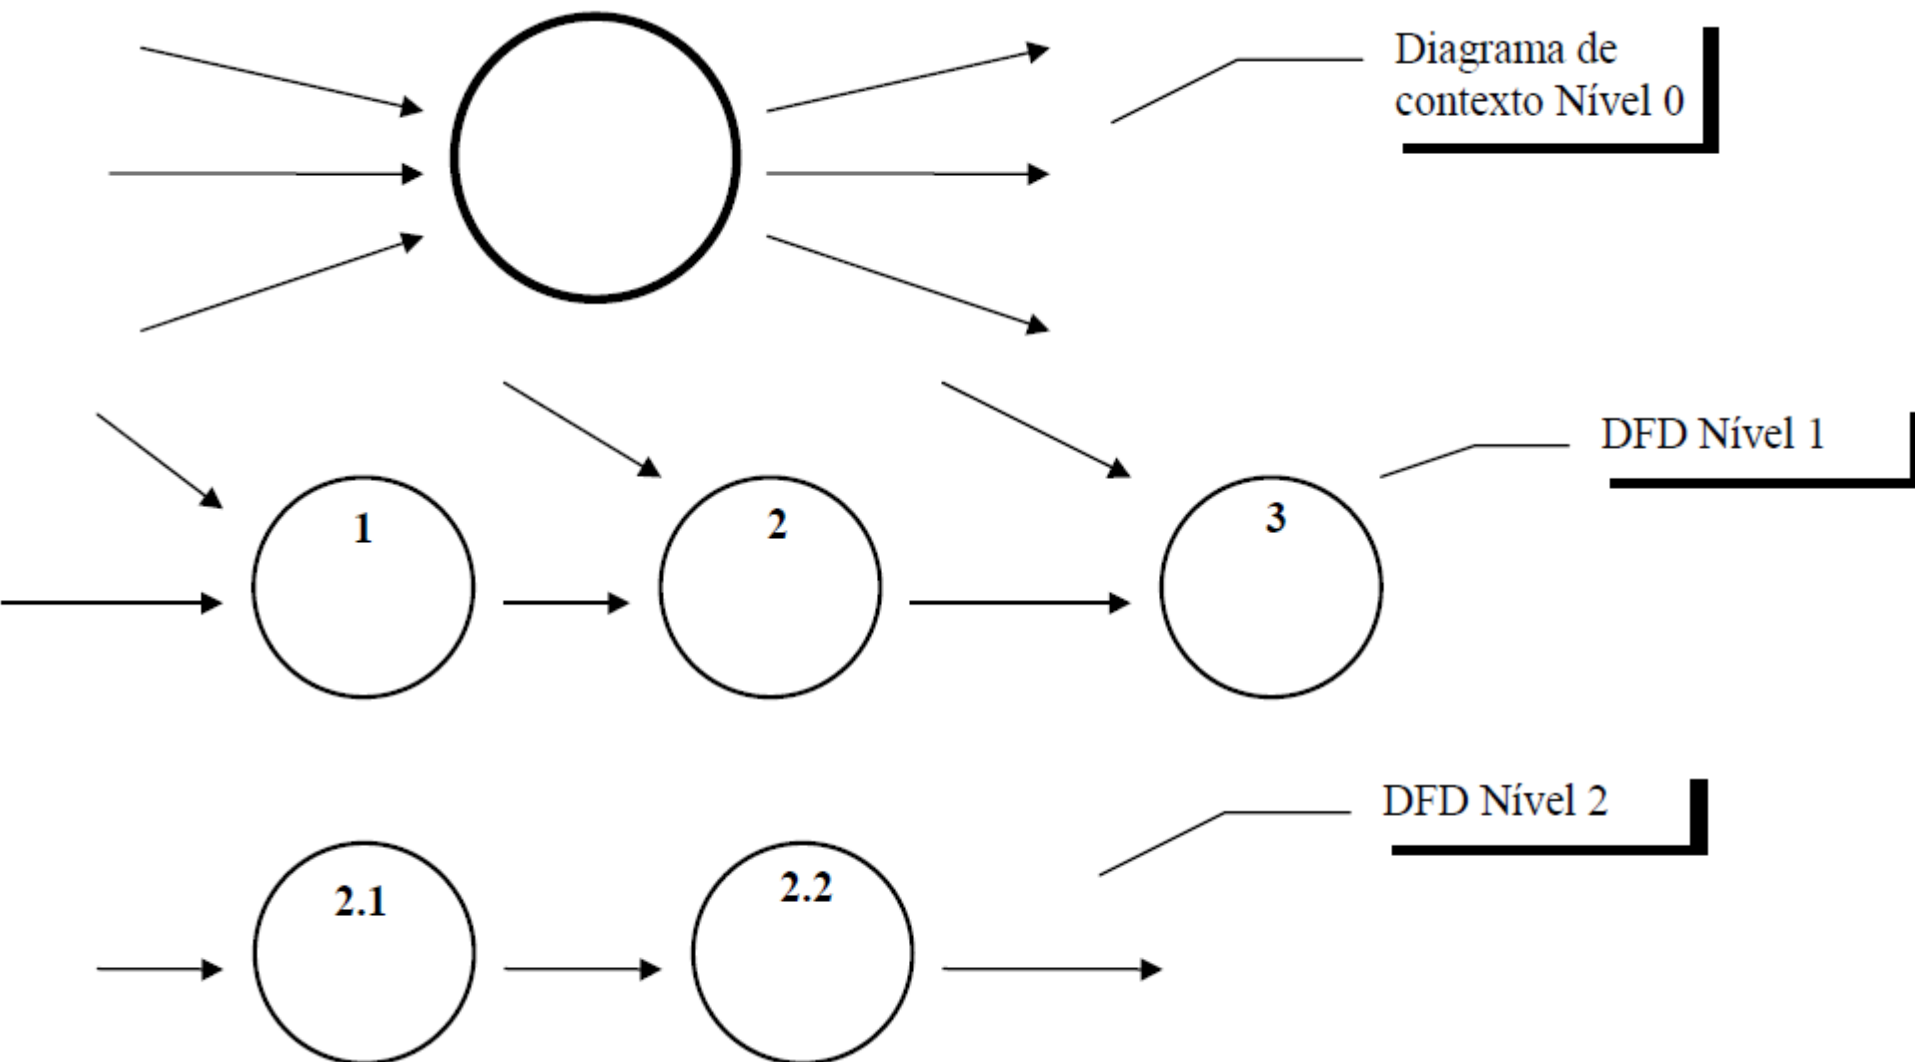 Diagrama de
contexto Nível 0
DFD Nível 1
1
2
3
DFD Nível 2
2.1
2.2